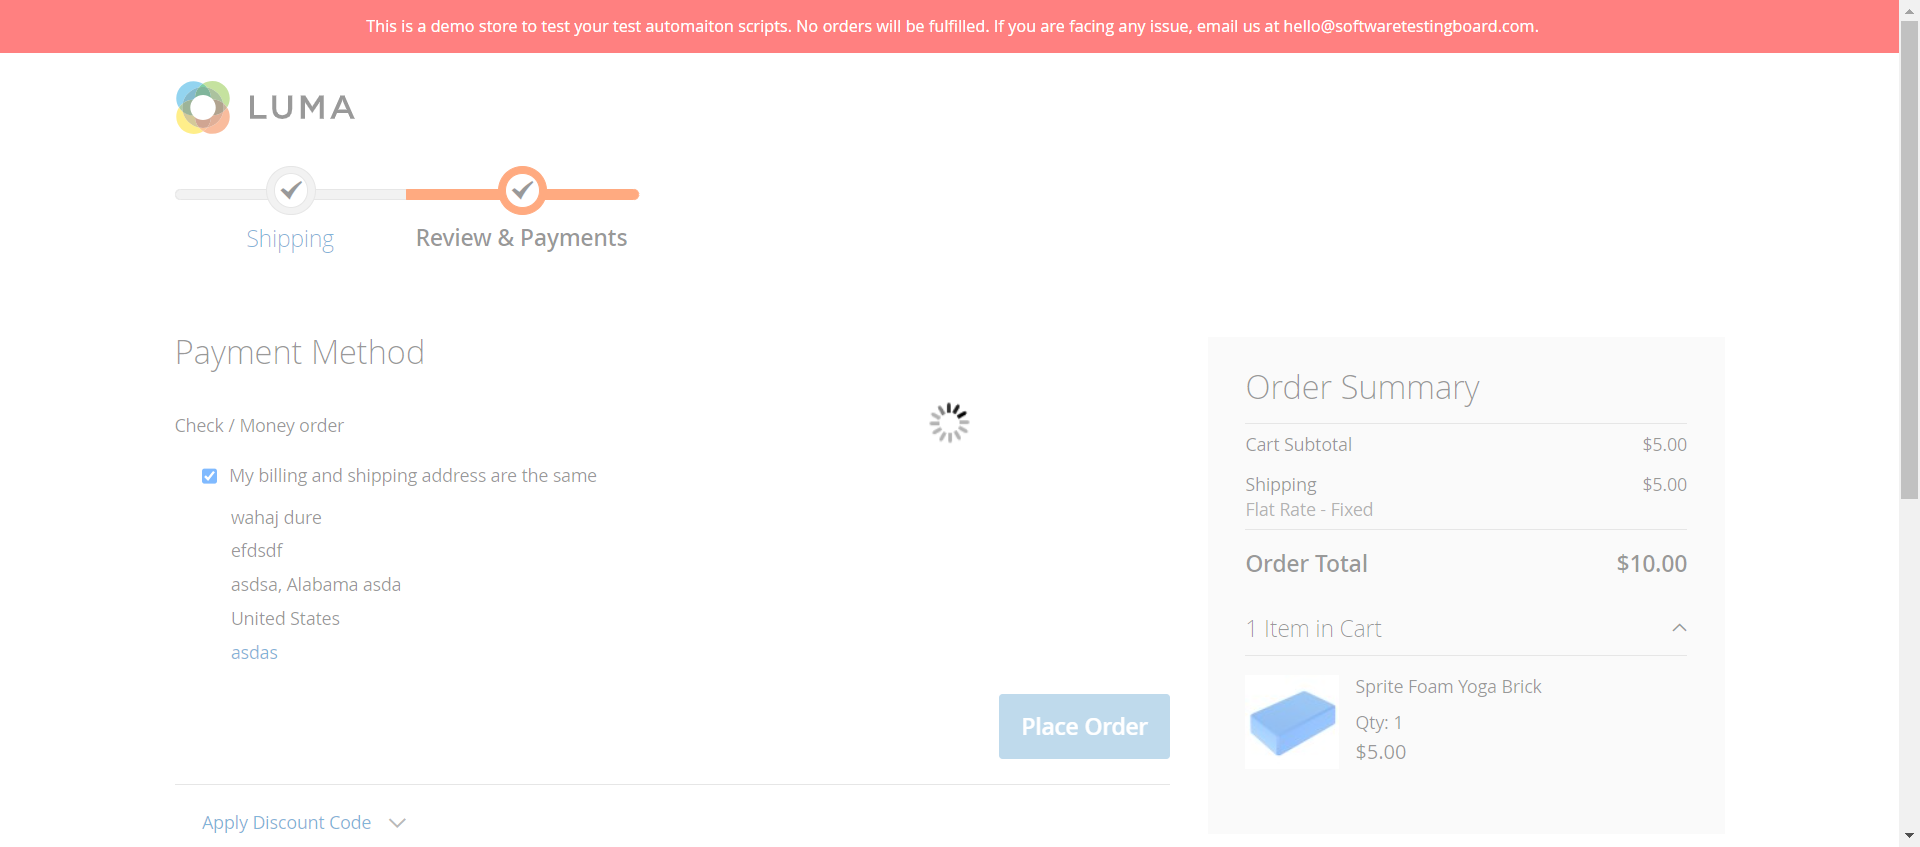 This is a demo store to test your test automaiton scripts. No orders will be fulfilled. If you are facing any issue, email us at hello@softwaretestingboard.com.
LUMA
Shipping
Review & Payments
Payment Method
Check / Money order
My billing and shipping address are the same
wahaj dure
efdsdf
asdsa, Alabama asda
United States
asdas
Place Order
Apply Discount Code
Order Summary
Cart Subtotal $5.00
Shipping $5.00
Flat Rate - Fixed
Order Total $10.00
1 Item in Cart
Sprite Foam Yoga Brick
Qty: 1
$5.00